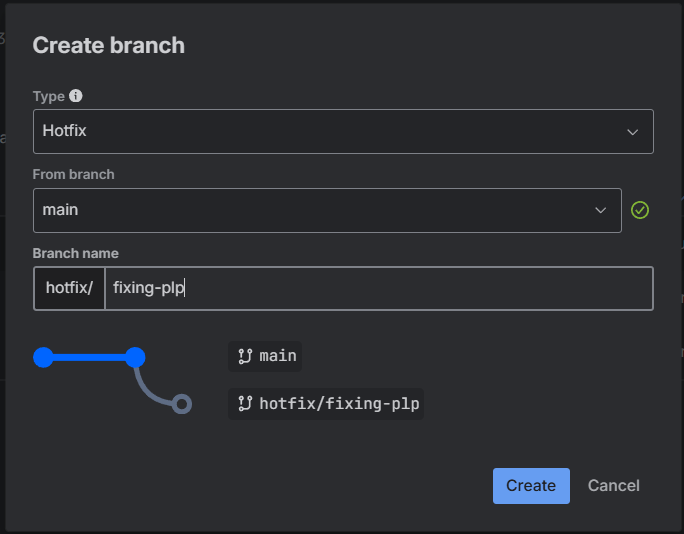 Create branch
Type
Hotfix
From branch
main
Branch name
hotfix/ fixing-plp
main
hotfix/fixing-plp
Create Cancel